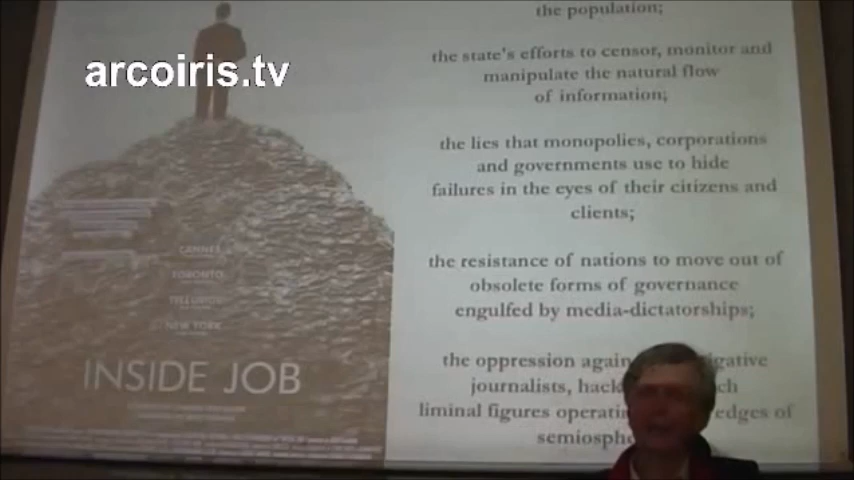 arcoiris.tv
CANNES
TORONTO
TELLURIDE
NEW YORK
INSIDE JOB
the population;
the state's efforts to censor, monitor and
manipulate the natural flow
of information;
the lies that monopolies, corporations
and governments use to hide
failures in the eyes of their citizens and
clients;
the resistance of nations to move out of
obsolete forms of governance
engulfed by media-dictatorships;
the oppression
journalists,
liminal figures edges of